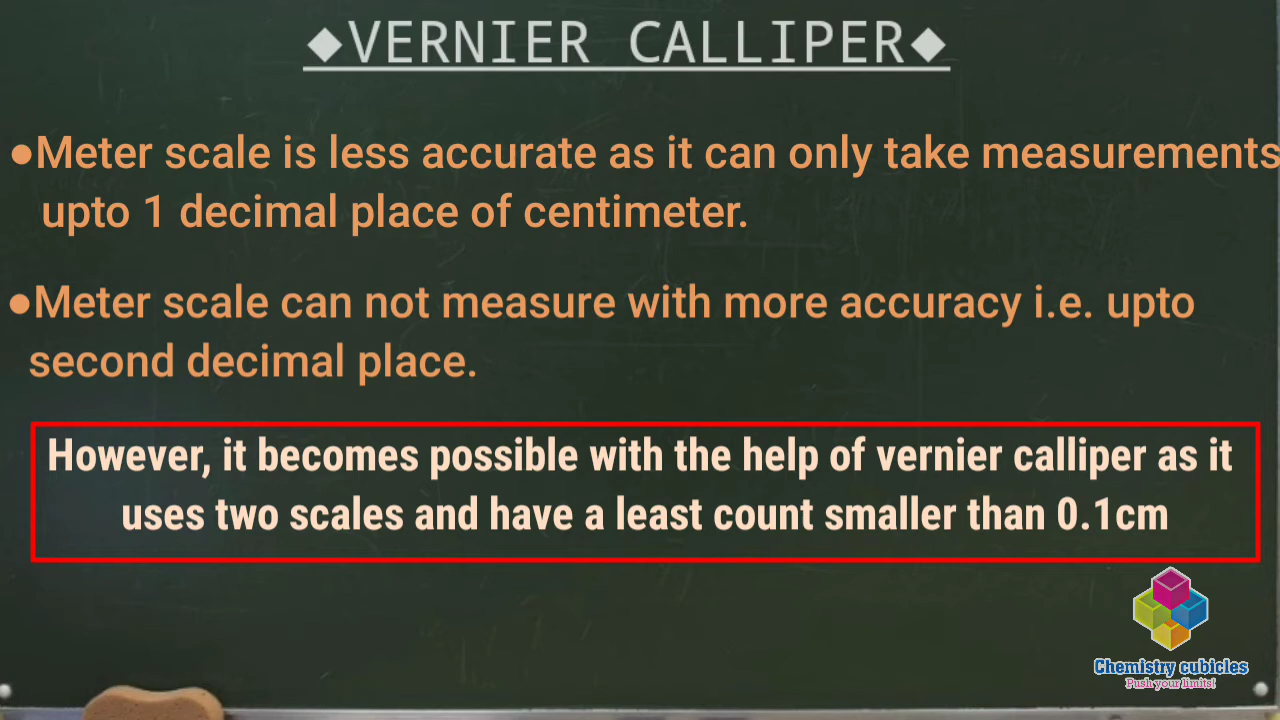 ◆VERNIER CALLIPER◆
●Meter scale is less accurate as it can only take measurements
upto 1 decimal place of centimeter.
●Meter scale can not measure with more accuracy i.e. upto
second decimal place.
However, it becomes possible with the help of vernier calliper as it
uses two scales and have a least count smaller than 0.1cm
Chemistry cubicles
Push your limits!